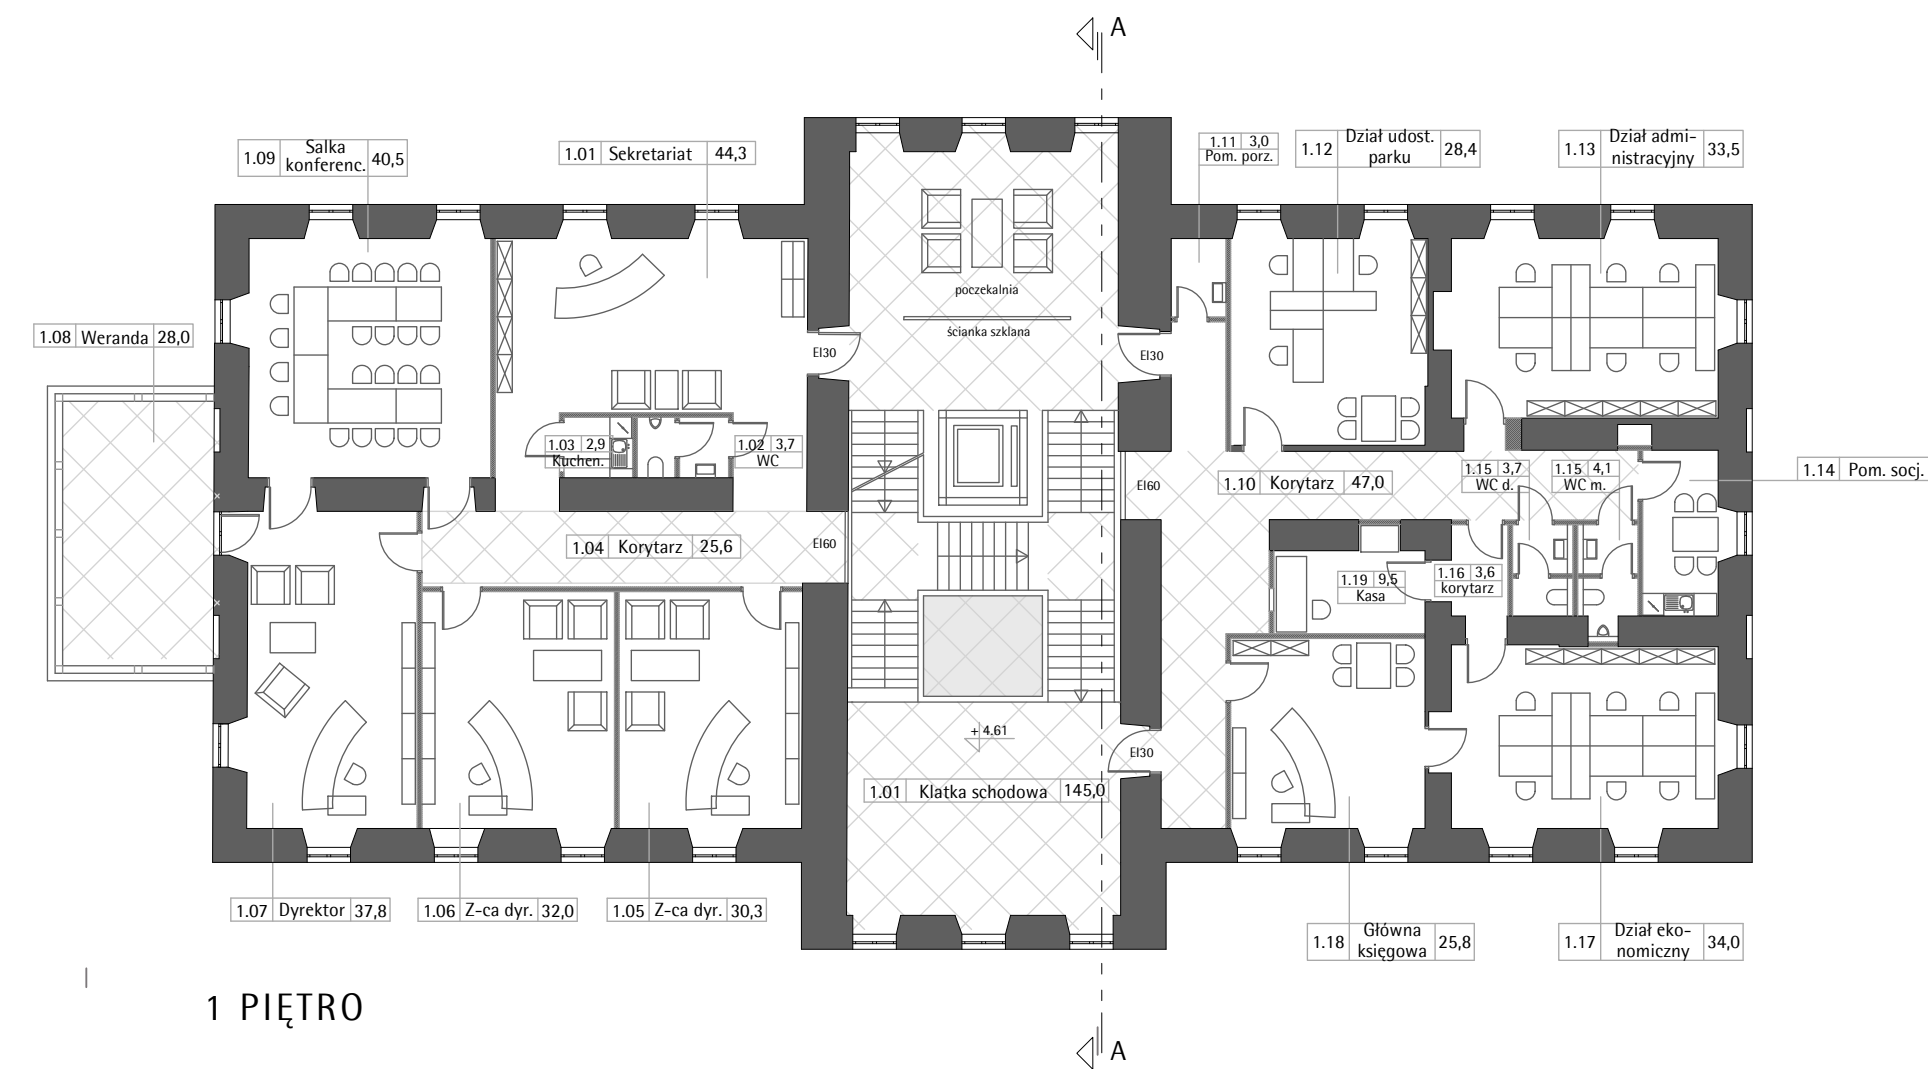 A
1.09 Salka konferenc. 40,5
1.01 Sekretariat 44,3
1.11 3,0
Pom. porz.
1.12 Dział udost. parku 28,4
1.13 Dział admi-nistracyjny 33,5
poczekalnia
ścianka szklana
1.08 Weranda 28,0
EI30
EI30
1.03 2,9
Kuchen.
1.02 3,7
WC
1.10 Korytarz 47,0
EI60
1.15 3,7
WC d.
1.15 4,1
WC m.
1.14 Pom. socj.
1.04 Korytarz 25,6
EI60
1.19 9,5
Kasa
1.16 3,6
korytarz
+ 4.61
EI30
1.01 Klatka schodowa 145,0
1.07 Dyrektor 37,8
1.06 Z-ca dyr. 32,0
1.05 Z-ca dyr. 30,3
1.18 Główna księgowa 25,8
1.17 Dział eko-nomiczny 34,0
1 PIĘTRO
A